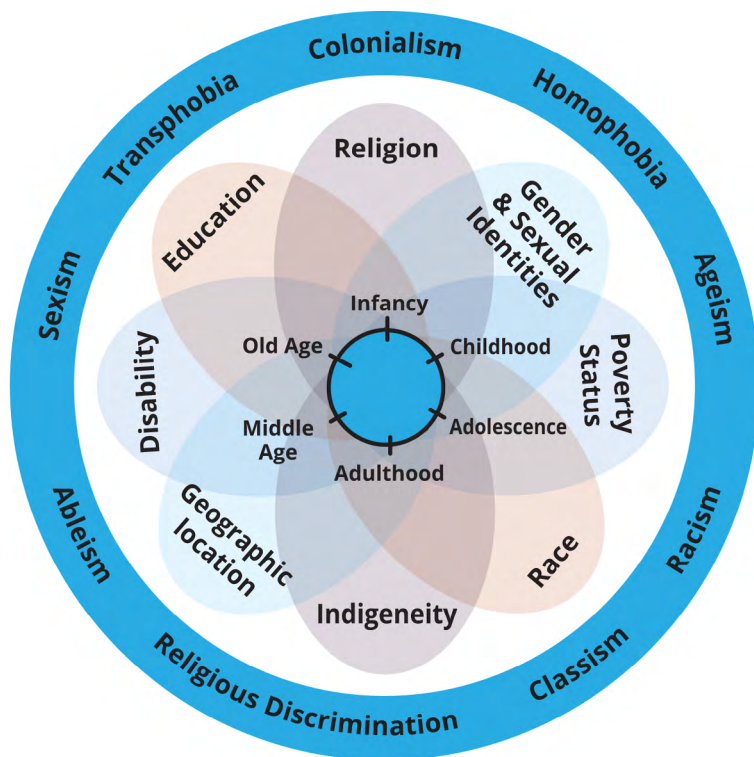 Colonialism
Homophobia
Ageism
Racism
Classism
Religious Discrimination
Ableism
Sexism
Transphobia
Religion
Gender
& Sexual
Identities
Poverty
Status
Race
Indigeneity
Geographic
location
Disability
Education
Infancy
Childhood
Adolescence
Adulthood
Middle
Age
Old Age